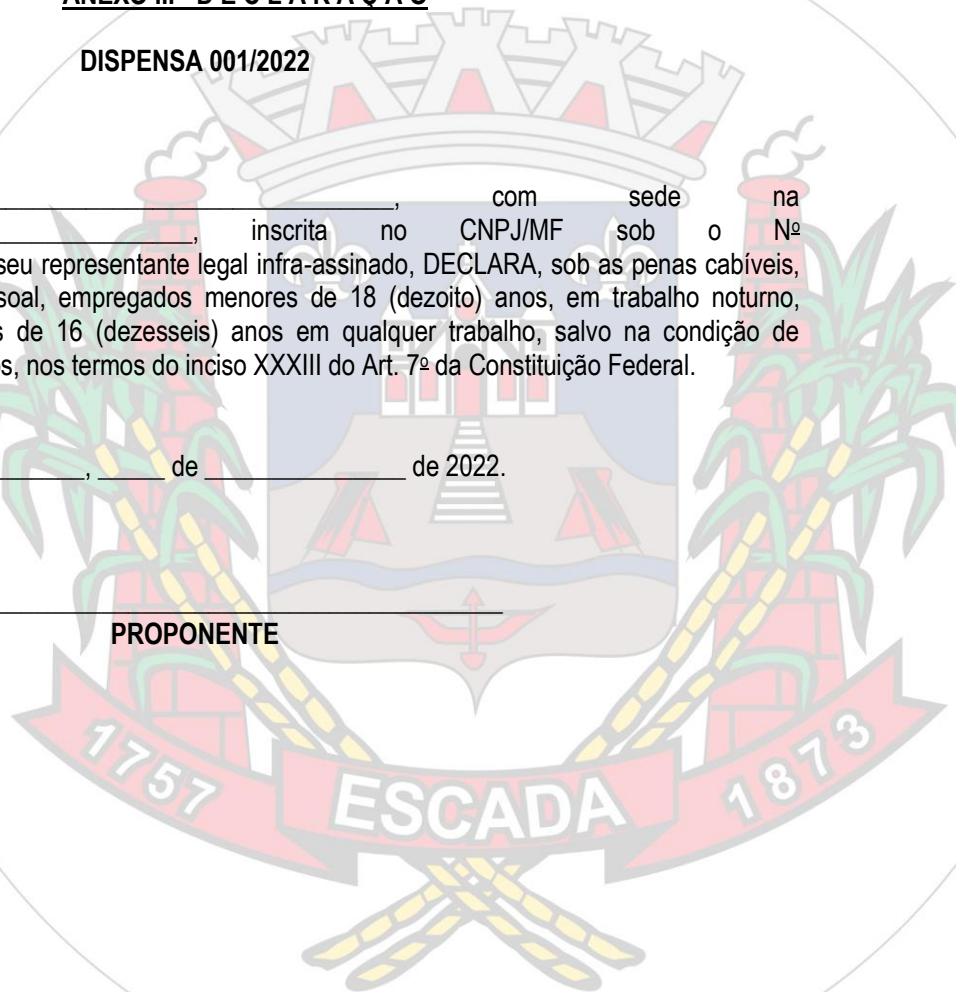 ANEXO III - D E C L A R A Ç Ã O
DISPENSA 001/2022
______________________________, com sede na
_______________, inscrita no CNPJ/MF sob o Nº
seu representante legal infra-assinado, DECLARA, sob as penas cabíveis,
soal, empregados menores de 18 (dezoito) anos, em trabalho noturno,
s de 16 (dezesseis) anos em qualquer trabalho, salvo na condição de
os, nos termos do inciso XXXIII do Art. 7º da Constituição Federal.
_______, _____ de _______________ de 2022.
PROPONENTE
1757 ESCADA 1873